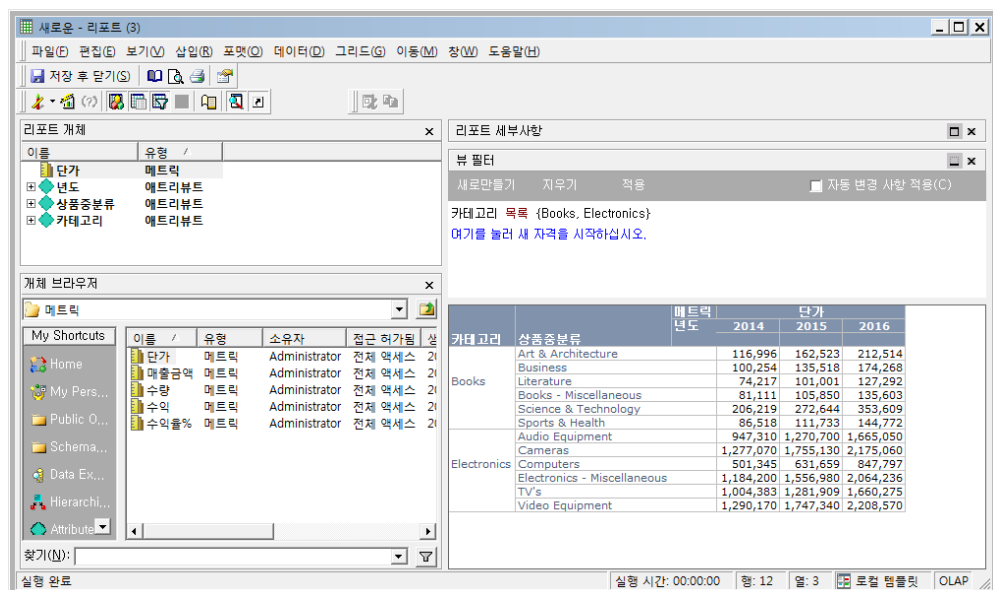 새로운 - 리포트 (3)
파일(F) 편집(E) 보기(V) 삽입(R) 포맷(O) 데이터(D) 그리드(G) 이동(M) 창(W) 도움말(H)
저장 후 닫기(S)
리포트 개체
이름 유형
단가 메트릭
년도 애트리뷰트
상품중분류 애트리뷰트
카테고리 애트리뷰트
개체 브라우저
메트릭
My Shortcuts
Home
My Pers...
Public O...
Schema...
Data Ex...
Hierarchi...
Attribute
이름 유형 소유자 접근 허가됨
단가 메트릭 Administrator 전체 액세스 20
매출금액 메트릭 Administrator 전체 액세스 20
수량 메트릭 Administrator 전체 액세스 20
수익 메트릭 Administrator 전체 액세스 20
수익율% 메트릭 Administrator 전체 액세스 20
찾기(N):
리포트 세부사항
뷰 필터
새로만들기 지우기 적용 자동 변경 사항 적용(C)
카테고리 목록 {Books, Electronics}
여기를 눌러 새 자격을 시작하십시오.
메트릭 단가
년도 2014 2015 2016
카테고리 상품중분류
Art & Architecture 116,996 162,523 212,514
Business 100,254 135,518 174,268
Books Literature 74,217 101,001 127,292
Books - Miscellaneous 81,111 105,850 135,603
Science & Technology 206,219 272,644 353,609
Sports & Health 86,518 111,733 144,772
Audio Equipment 947,310 1,270,700 1,665,050
Cameras 1,277,070 1,755,130 2,175,060
Electronics Computers 501,345 631,659 847,797
Electronics - Miscellaneous 1,184,200 1,556,980 2,064,236
TV's 1,004,383 1,281,909 1,660,275
Video Equipment 1,290,170 1,747,340 2,208,570
실행 완료 실행 시간: 00:00:00 행: 12 열: 3 로컬 템플릿 OLAP